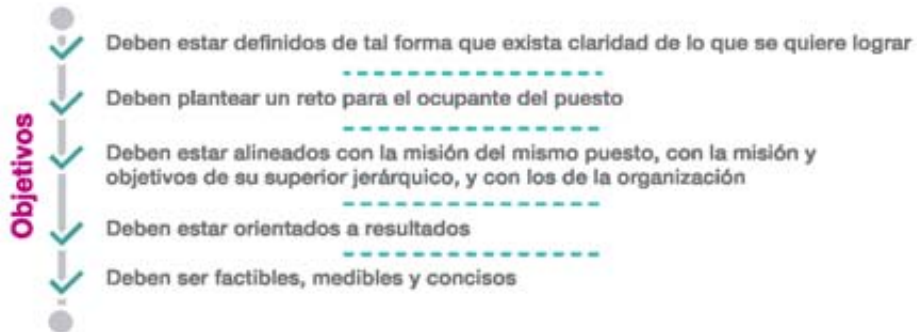 Objetivos
Deben estar definidos de tal forma que exista claridad de lo que se quiere lograr
Deben plantear un reto para el ocupante del puesto
Deben estar alineados con la misión del mismo puesto, con la misión y
objetivos de su superior jerárquico, y con los de la organización
Deben estar orientados a resultados
Deben ser factibles, medibles y concisos